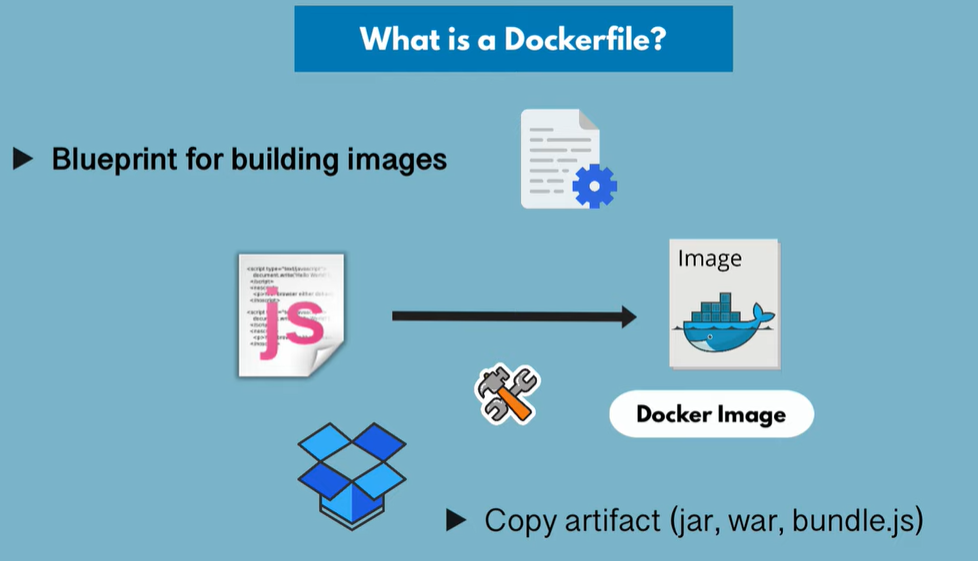 What is a Dockerfile?
▶ Blueprint for building images
Image
js
Docker Image
▶ Copy artifact (jar, war, bundle.js)